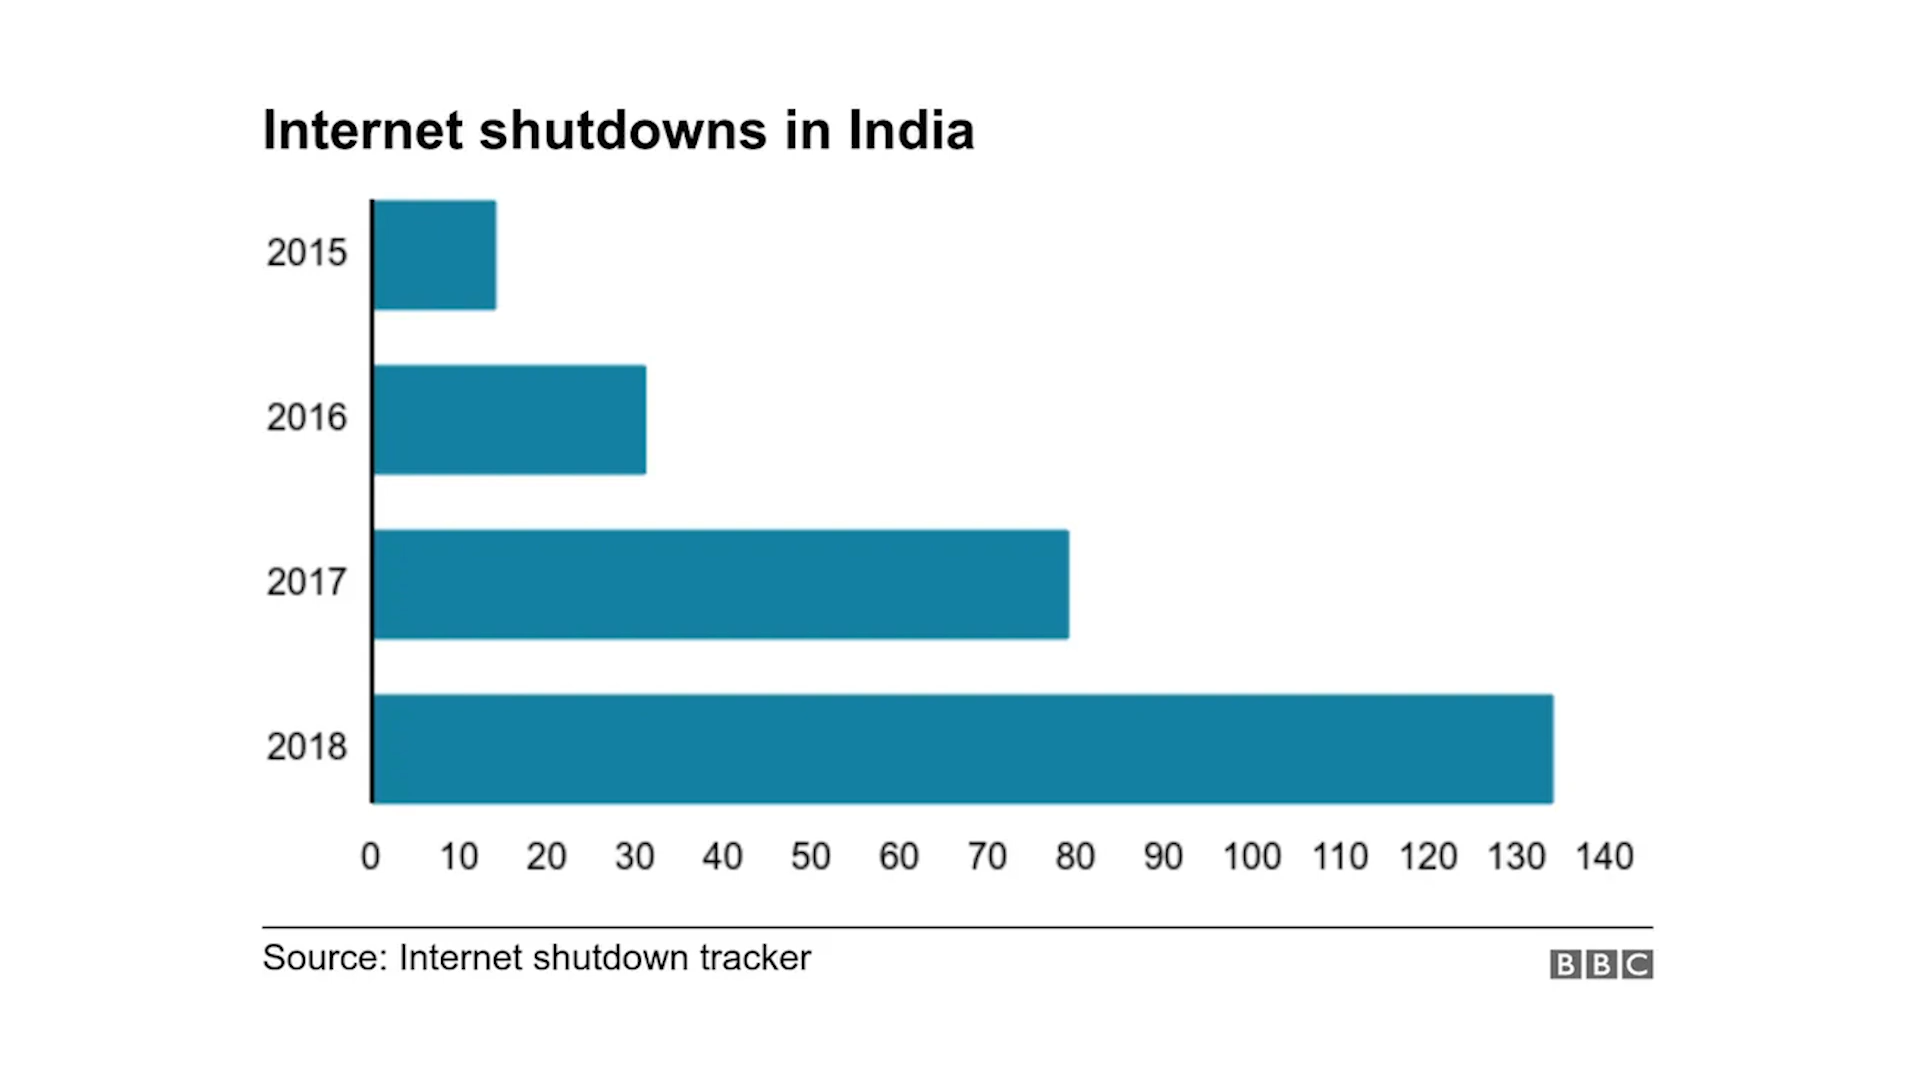 Internet shutdowns in India
2015
2016
2017
2018
0 10 20 30 40 50 60 70 80 90 100 110 120 130 140
Source: Internet shutdown tracker
BBC